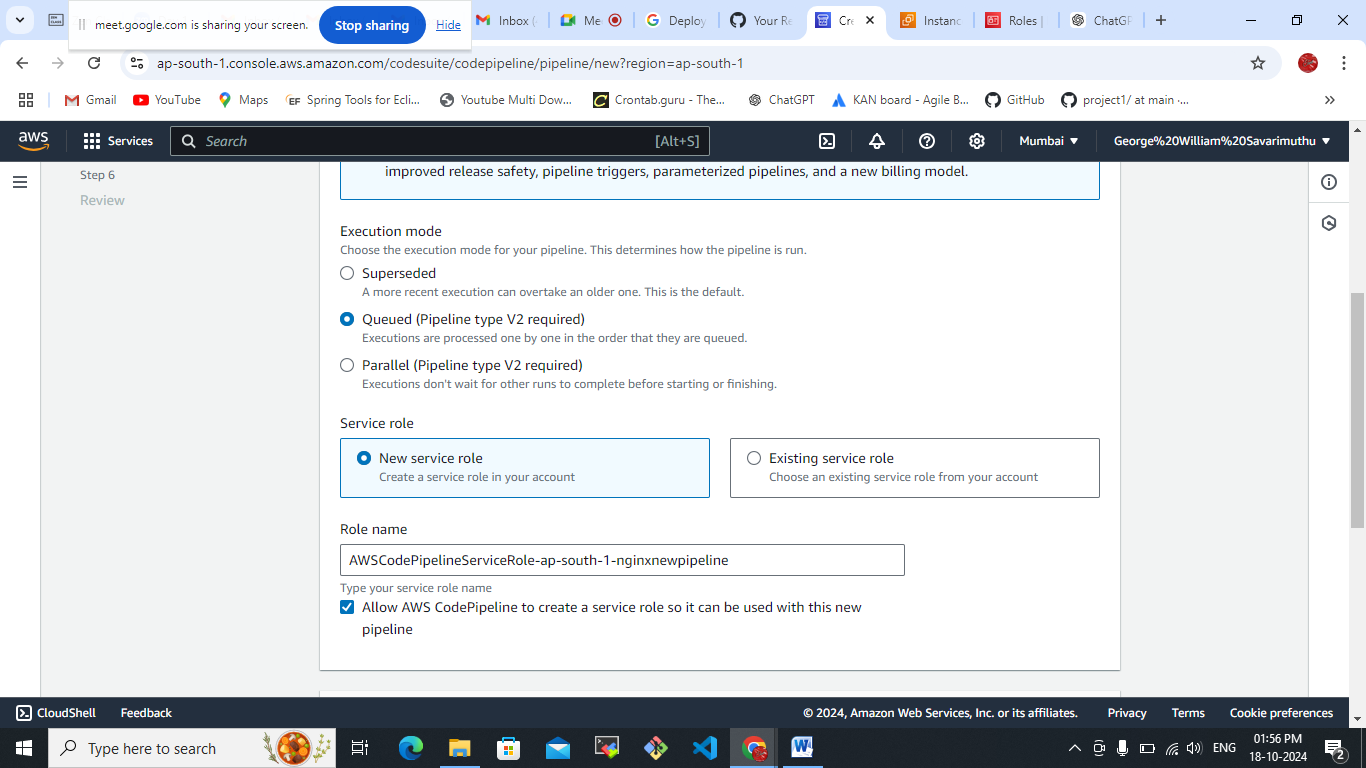 meet.google.com is sharing your screen.
Stop sharing
Hide
Inbox (
Me
Deploy
Your Re
Cre
Instanc
Roles |
ChatGP
ap-south-1.console.aws.amazon.com/codesuite/codepipeline/pipeline/new?region=ap-south-1
Gmail
YouTube
Maps
EF Spring Tools for Ecli...
Youtube Multi Dow...
Crontab.guru - The...
ChatGPT
KAN board - Agile B...
GitHub
project1/ at main ·...
aws
Services
Search
[Alt+S]
Mumbai
George%20William%20Savarimuthu
Step 6
Review
improved release safety, pipeline triggers, parameterized pipelines, and a new billing model.
Execution mode
Choose the execution mode for your pipeline. This determines how the pipeline is run.
Superseded
A more recent execution can overtake an older one. This is the default.
Queued (Pipeline type V2 required)
Executions are processed one by one in the order that they are queued.
Parallel (Pipeline type V2 required)
Executions don't wait for other runs to complete before starting or finishing.
Service role
New service role
Create a service role in your account
Existing service role
Choose an existing service role from your account
Role name
AWSCodePipelineServiceRole-ap-south-1-nginxnewpipeline
Type your service role name
Allow AWS CodePipeline to create a service role so it can be used with this new
pipeline
CloudShell
Feedback
© 2024, Amazon Web Services, Inc. or its affiliates.
Privacy
Terms
Cookie preferences
Type here to search
ENG
01:56 PM
18-10-2024
2